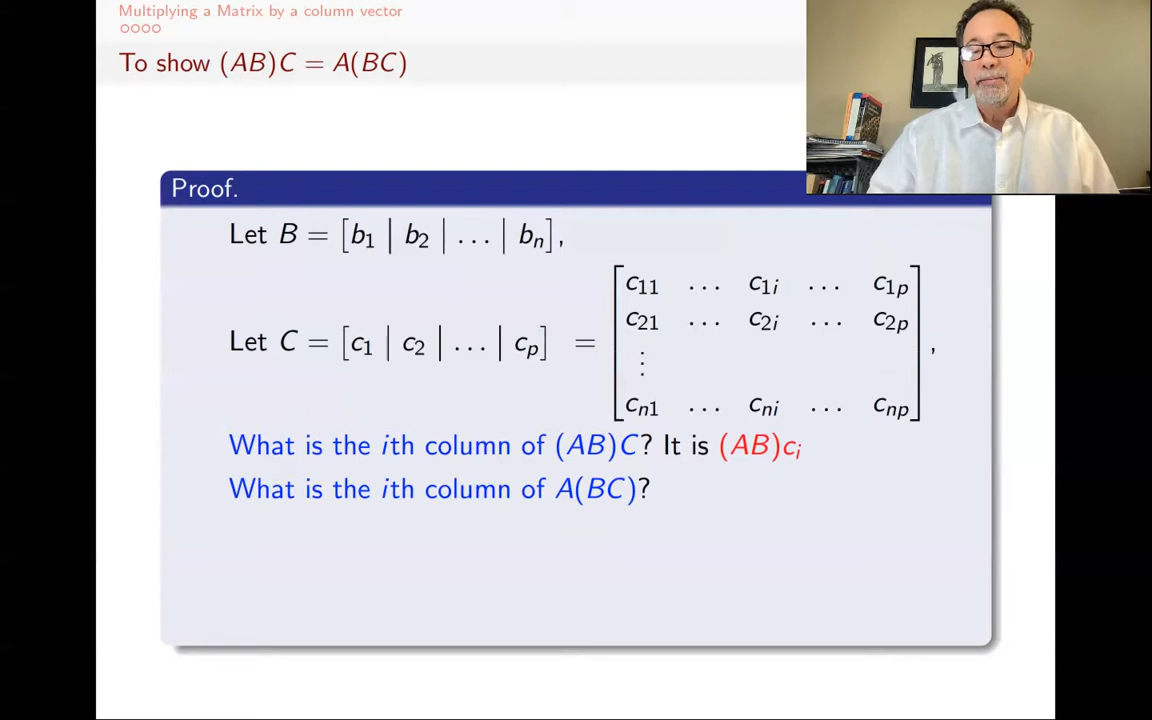 Multiplying a Matrix by a column vector
To show (AB)C = A(BC)
Proof.
Let B = [b₁ | b₂ | . . . | bₙ],
Let C = [c₁ | c₂ | . . . | cₚ] = [c₁₁ . . . c₁ᵢ . . . c₁ₚ
c₂₁ . . . c₂ᵢ . . . c₂ₚ
⋮
cₙ₁ . . . cₙᵢ . . . cₙₚ],
What is the ith column of (AB)C? It is (AB)cᵢ
What is the ith column of A(BC)?